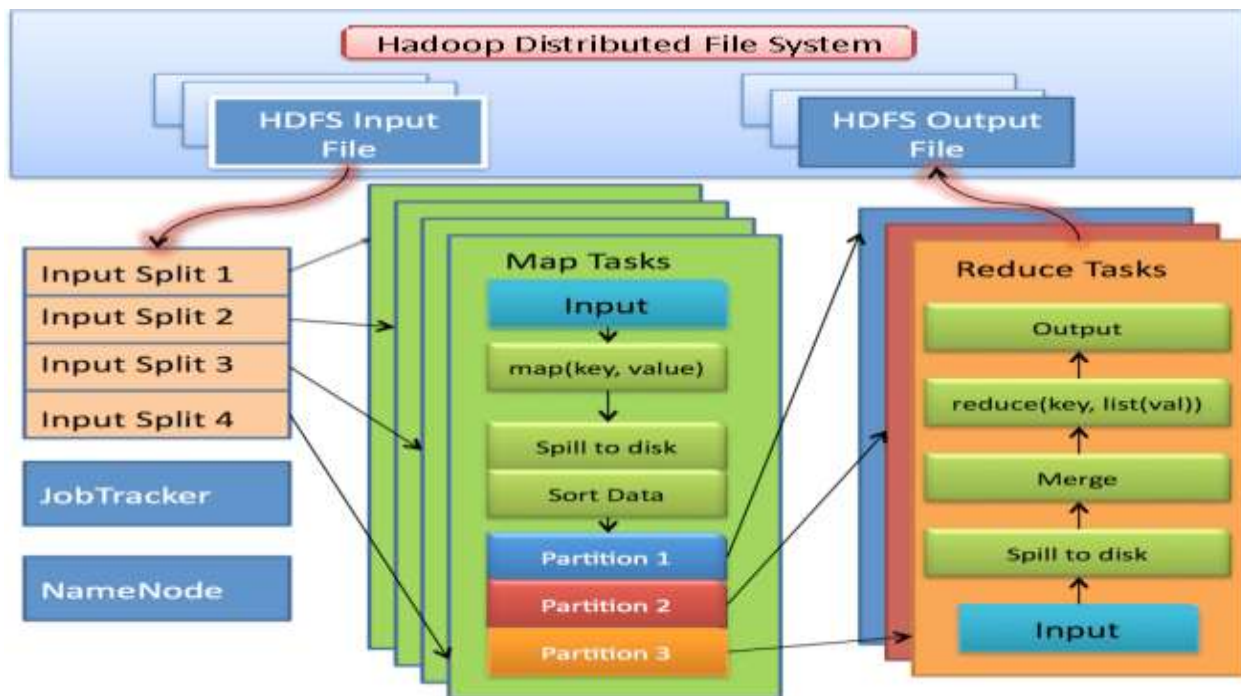 Hadoop Distributed File System
HDFS Input
File
HDFS Output
File
Input Split 1
Input Split 2
Input Split 3
Input Split 4
JobTracker
NameNode
Map Tasks
Input
map(key, value)
Spill to disk
Sort Data
Partition 1
Partition 2
Partition 3
Reduce Tasks
Output
reduce(key, list(val))
Merge
Spill to disk
Input